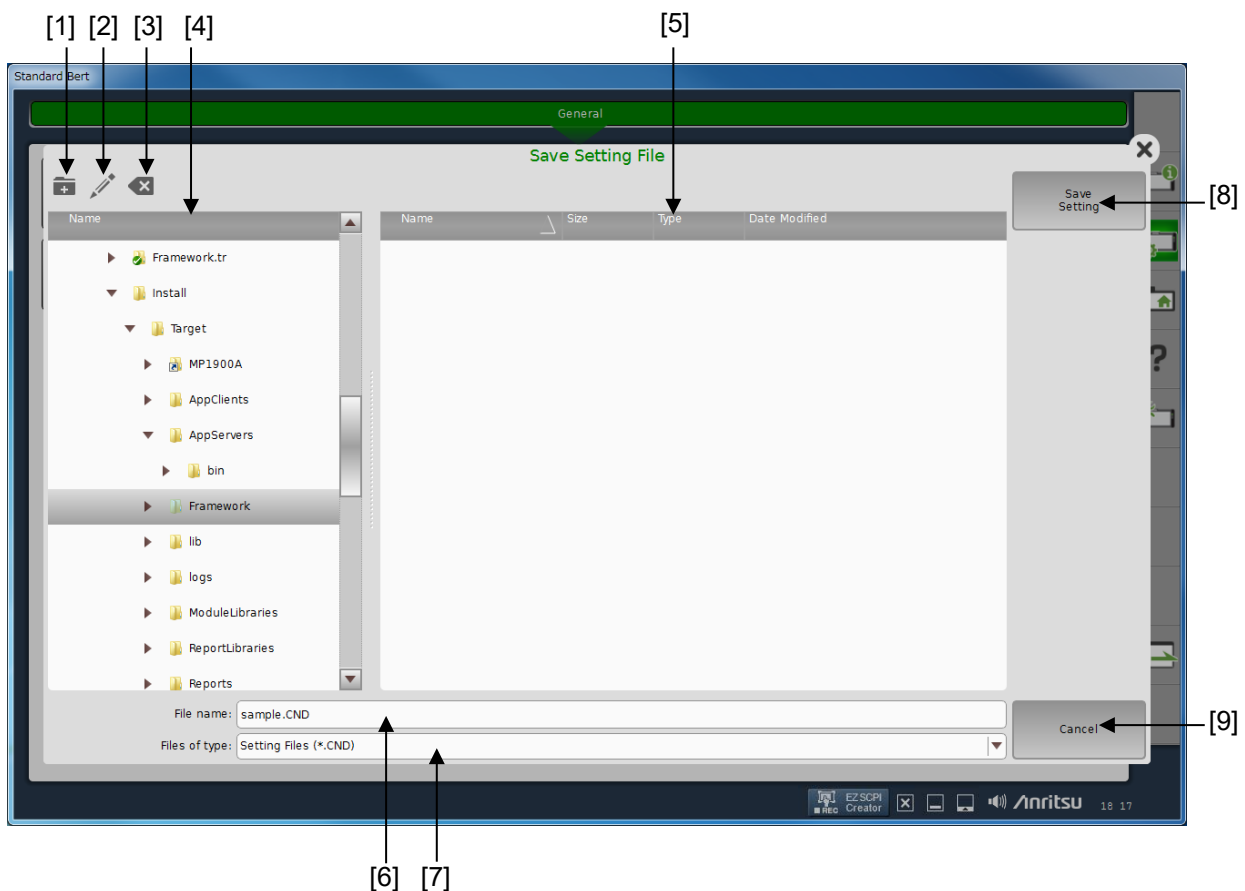 [1] [2] [3] [4] [5]
Standard Bert
General
Save Setting File
Save
Setting
[8]
Name
Name Size Type Date Modified
Framework.tr
Install
Target
MP1900A
AppClients
AppServers
bin
Framework
lib
logs
ModuleLibraries
ReportLibraries
Reports
File name: sample.CND
Files of type: Setting Files (*.CND)
Cancel
[9]
REC
EZSCPI
Creator
Anritsu 18 17
[6] [7]